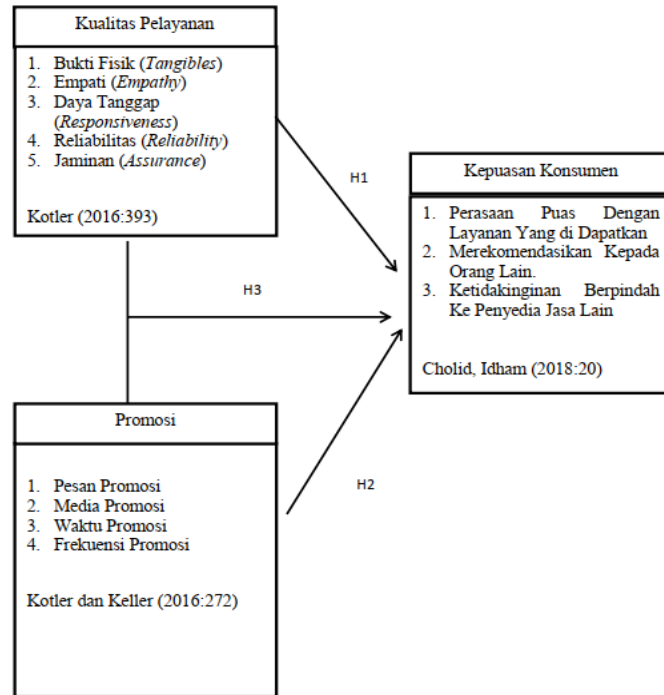 Kualitas Pelayanan
1. Bukti Fisik (Tangibles)
2. Empati (Empathy)
3. Daya Tanggap
(Responsiveness)
4. Reliabilitas (Reliability)
5. Jaminan (Assurance)
Kotler (2016:393)
H1
Kepuasan Konsumen
1. Perasaan Puas Dengan
Layanan Yang di Dapatkan
2. Merekomendasikan Kepada
Orang Lain.
3. Ketidakinginan Berpindah
Ke Penyedia Jasa Lain
Cholid, Idham (2018:20)
H3
Promosi
1. Pesan Promosi
2. Media Promosi
3. Waktu Promosi
4. Frekuensi Promosi
Kotler dan Keller (2016:272)
H2